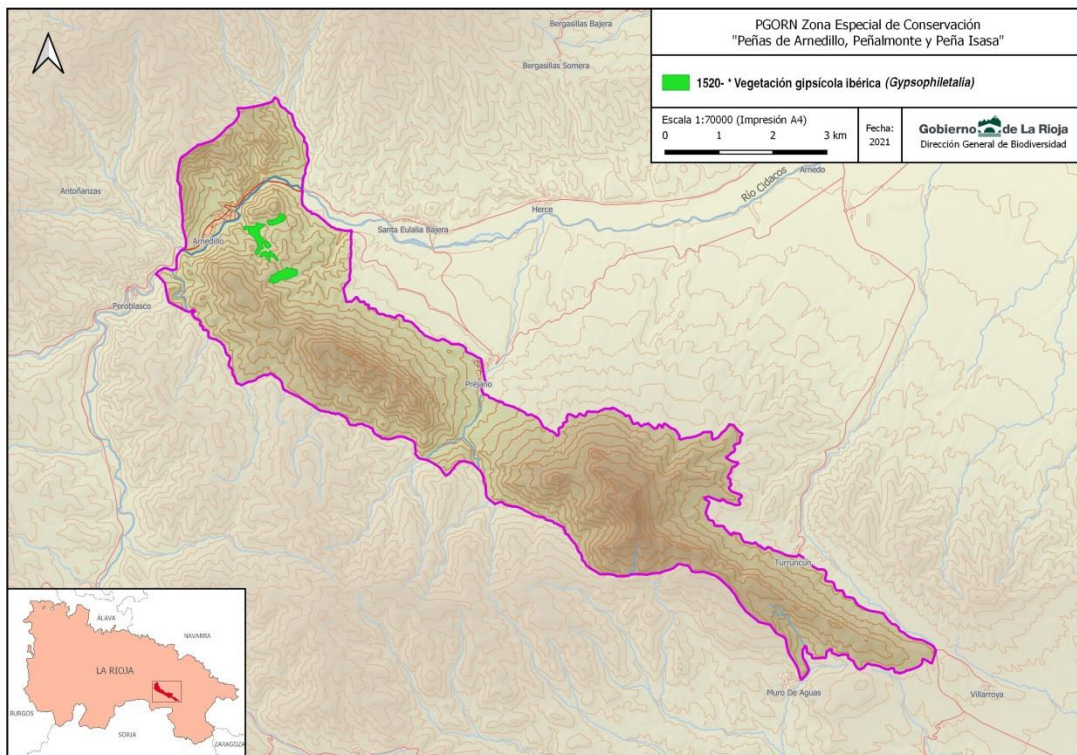 PGORN Zona Especial de Conservación
"Peñas de Arnedillo, Peñalmonte y Peña Isasa"
1520- * Vegetación gipsícola ibérica (Gypsophiletalia)
Escala 1:70000 (Impresión A4)
0 1 2 3 km
Fecha:
2021
Gobierno de La Rioja
Dirección General de Biodiversidad
Bergasillas Bajera
Bergasillas Somera
Antoñanzas
Arnedo
Río Cidacos
Herce
Santa Eulalia Bajera
Arnedillo
Peroblasco
Préjano
Turruncún
Muro De Aguas
Villarroya
ÁLAVA
NAVARRA
LA RIOJA
BURGOS
SORIA
ZARAGOZA